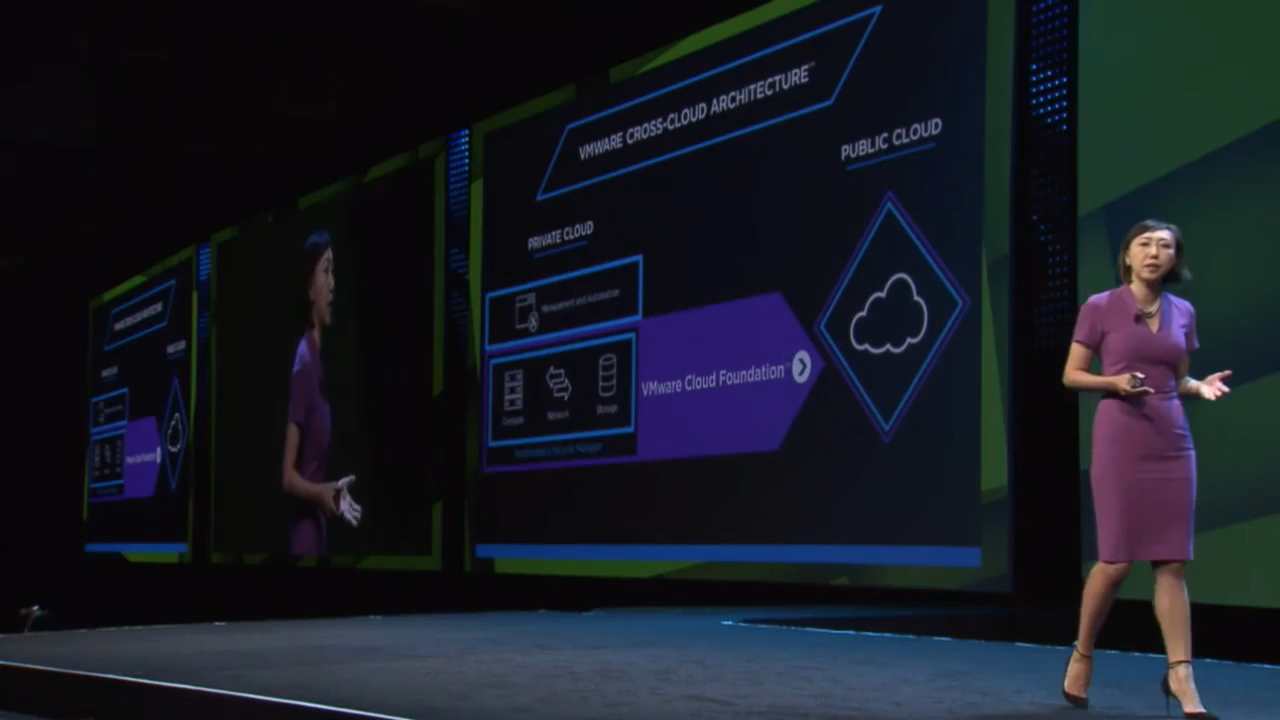 VMWARE CROSS-CLOUD ARCHITECTURE™
PUBLIC CLOUD
PRIVATE CLOUD
Management and Automation
VMware Cloud Foundation™
Compute
Network
Storage